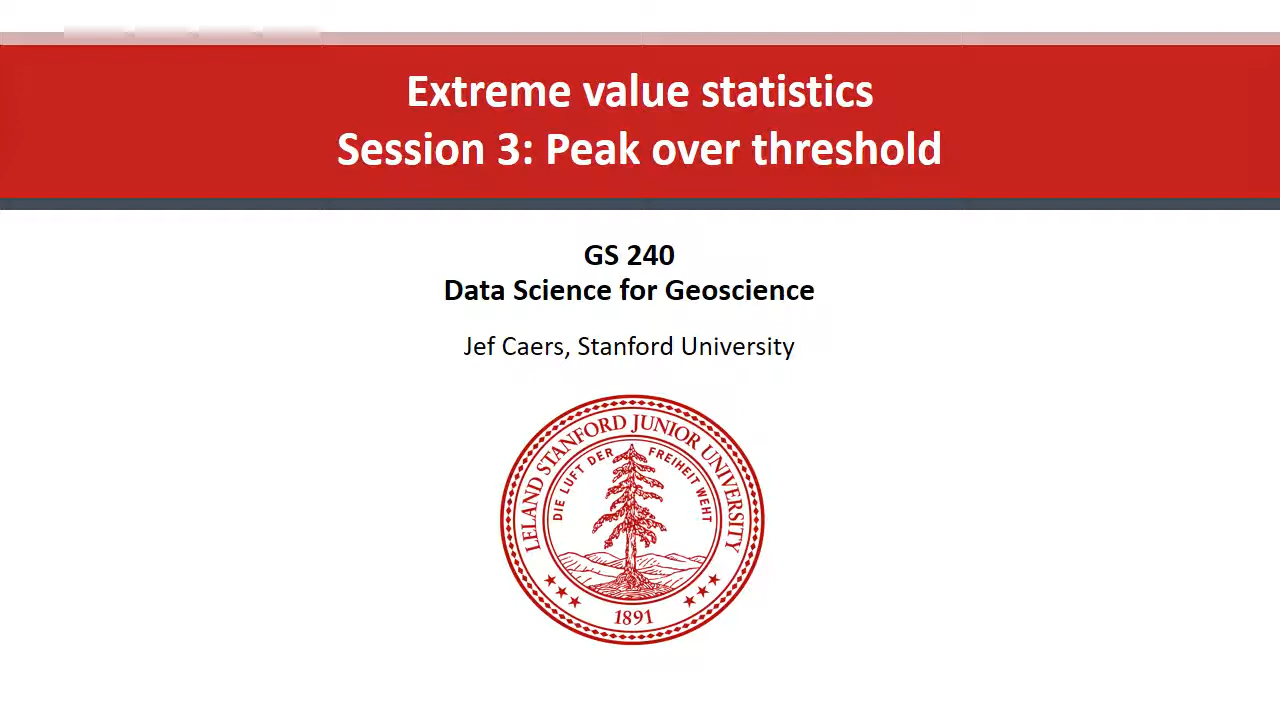 Extreme value statistics
Session 3: Peak over threshold
GS 240
Data Science for Geoscience
Jef Caers, Stanford University
LELAND STANFORD JUNIOR UNIVERSITY
DIE LUFT DER FREIHEIT WEHT
1891